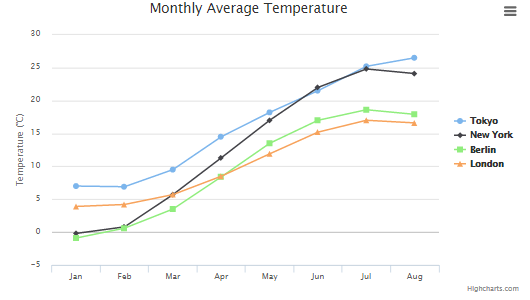 Monthly Average Temperature
Temperature (°C)
30
25
20
15
10
5
0
−5
Jan Feb Mar Apr May Jun Jul Aug
Tokyo
New York
Berlin
London
Highcharts.com